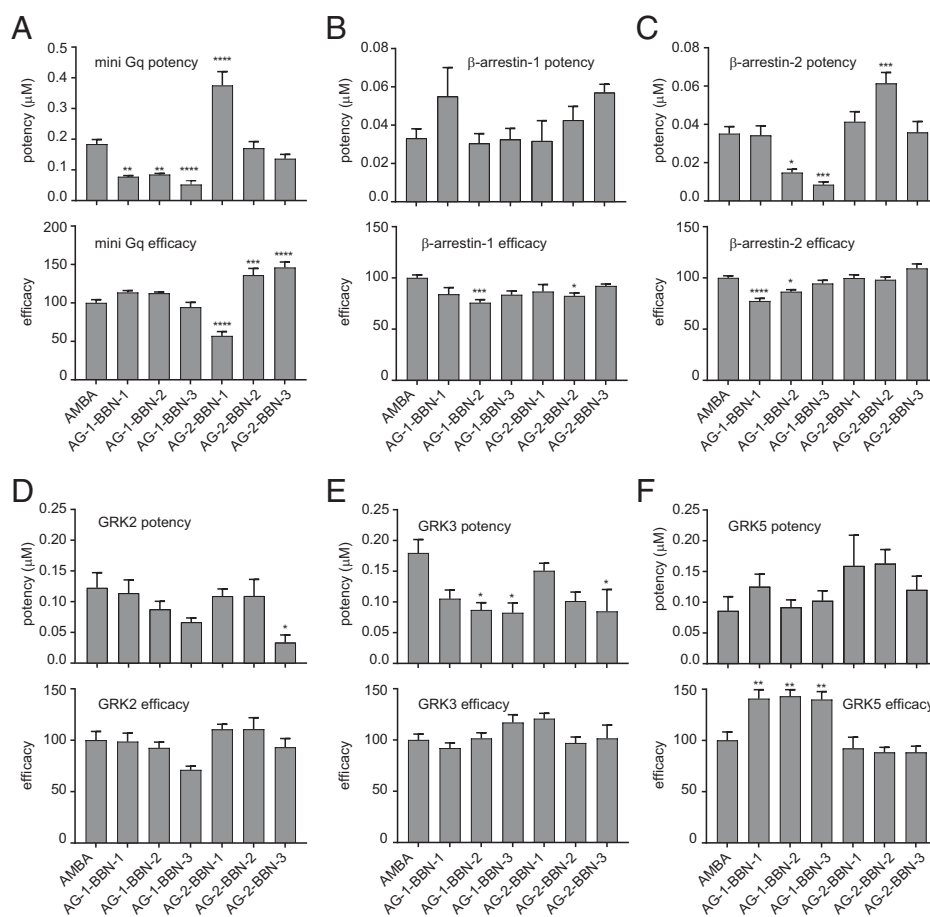 A
mini Gq potency
potency (µM)
0.5
0.4
0.3
0.2
0.1
0.0
**
**
****
****
mini Gq efficacy
efficacy
200
150
100
50
0
****
***
****
AMBA
AG-1-BBN-1
AG-1-BBN-2
AG-1-BBN-3
AG-2-BBN-1
AG-2-BBN-2
AG-2-BBN-3
B
β-arrestin-1 potency
potency (µM)
0.08
0.06
0.04
0.02
0.00
β-arrestin-1 efficacy
efficacy
150
100
50
0
***
*
AMBA
AG-1-BBN-1
AG-1-BBN-2
AG-1-BBN-3
AG-2-BBN-1
AG-2-BBN-2
AG-2-BBN-3
C
β-arrestin-2 potency
potency (µM)
0.08
0.06
0.04
0.02
0.00
*
***
***
β-arrestin-2 efficacy
efficacy
150
100
50
0
****
*
AMBA
AG-1-BBN-1
AG-1-BBN-2
AG-1-BBN-3
AG-2-BBN-1
AG-2-BBN-2
AG-2-BBN-3
D
GRK2 potency
potency (µM)
0.25
0.20
0.15
0.10
0.05
0.0
*
GRK2 efficacy
efficacy
150
100
50
0
AMBA
AG-1-BBN-1
AG-1-BBN-2
AG-1-BBN-3
AG-2-BBN-1
AG-2-BBN-2
AG-2-BBN-3
E
GRK3 potency
potency (µM)
0.25
0.20
0.15
0.10
0.05
0.0
*
*
*
GRK3 efficacy
efficacy
150
100
50
0
AMBA
AG-1-BBN-1
AG-1-BBN-2
AG-1-BBN-3
AG-2-BBN-1
AG-2-BBN-2
AG-2-BBN-3
F
GRK5 potency
potency (µM)
0.25
0.20
0.15
0.10
0.05
0.0
GRK5 efficacy
efficacy
150
100
50
0
**
**
**
AMBA
AG-1-BBN-1
AG-1-BBN-2
AG-1-BBN-3
AG-2-BBN-1
AG-2-BBN-2
AG-2-BBN-3